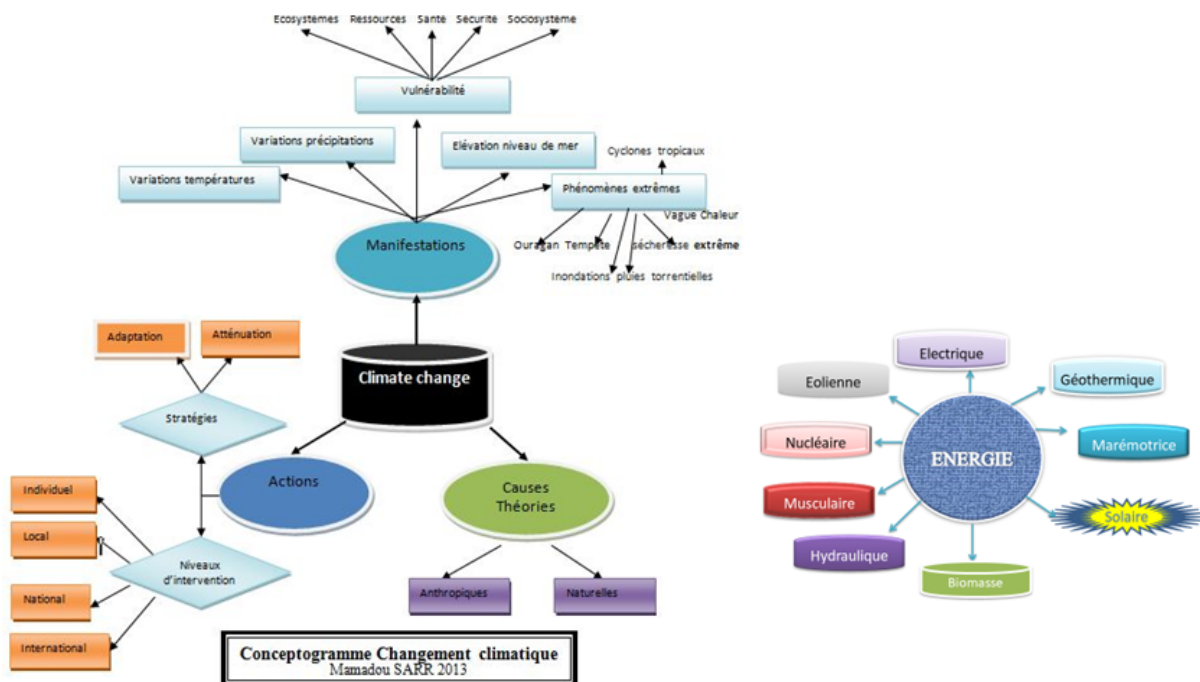 Ecosystèmes Ressources Santé Sécurité Sociosystème
Vulnérabilité
Variations précipitations
Elévation niveau de mer
Cyclones tropicaux
Variations températures
Phénomènes extrêmes
Vague Chaleur
Manifestations
Ouragan Tempête sécheresse extrême
Inondations pluies torrentielles
Adaptation
Atténuation
Climate change
Stratégies
Actions
Causes
Théories
Individuel
Local
Niveaux
d'intervention
National
International
Anthropiques
Naturelles
Conceptogramme Changement climatique
Mamadou SARR 2013
Electrique
Eolienne
Géothermique
Nucléaire
ENERGIE
Marémotrice
Musculaire
Solaire
Hydraulique
Biomasse